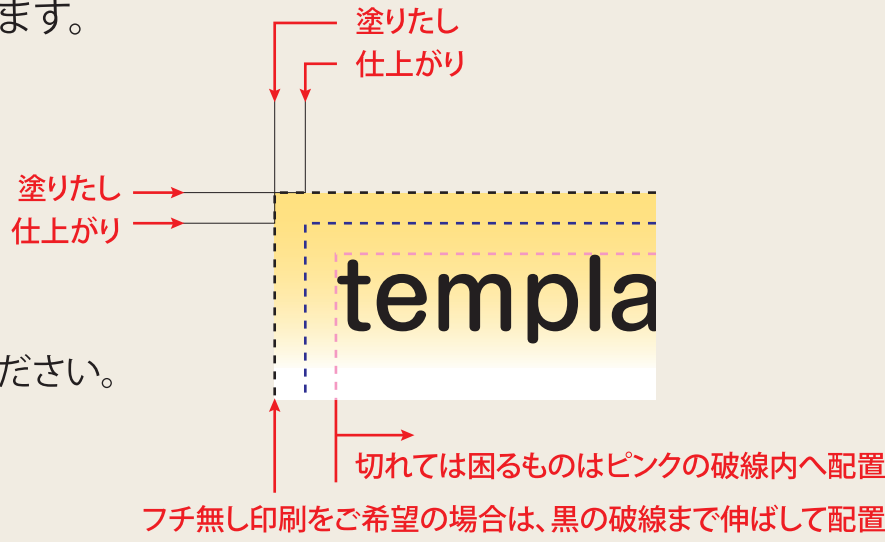 ます。
塗りたし
仕上がり
塗りたし
仕上がり
templa
ださい。
切れては困るものはピンクの破線内へ配置
フチ無し印刷をご希望の場合は、黒の破線まで伸ばして配置